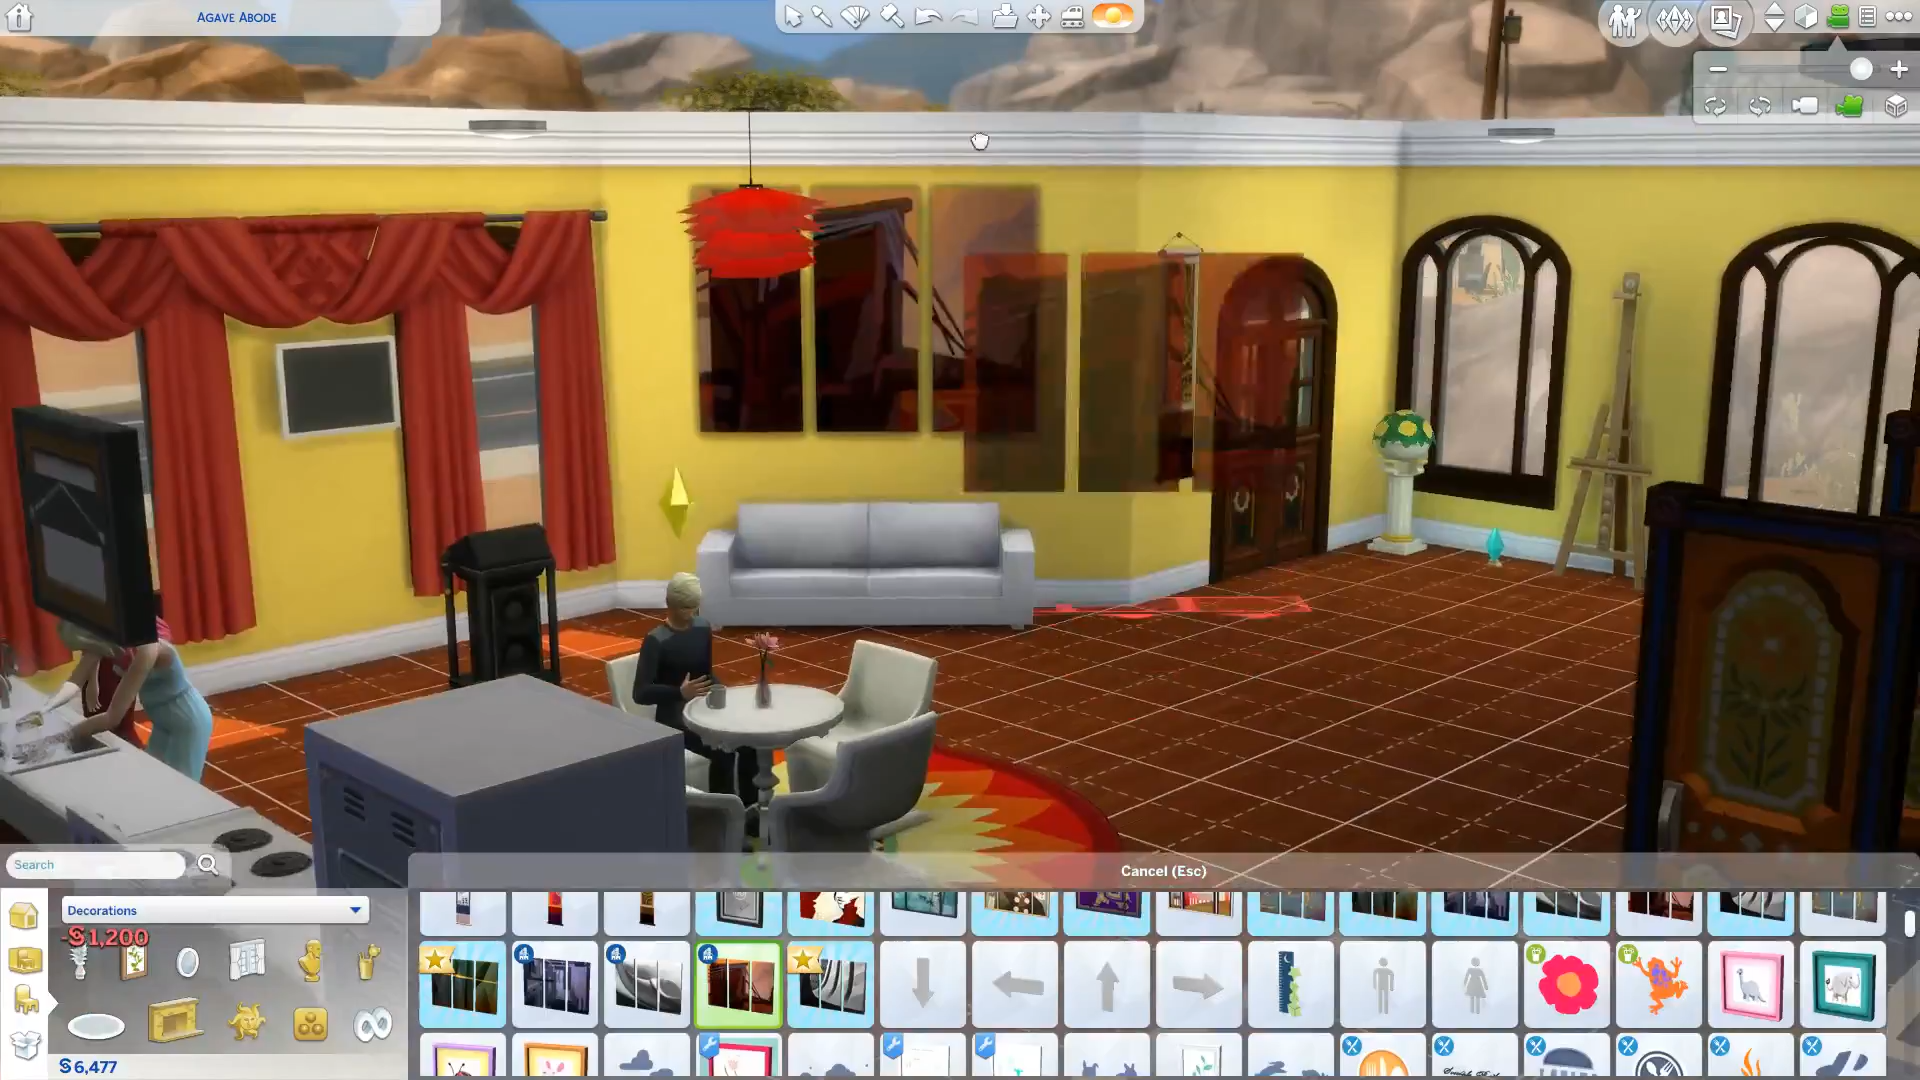 Agave Abode
Cancel (Esc)
Search
Decorations
-§1,200
§6,477